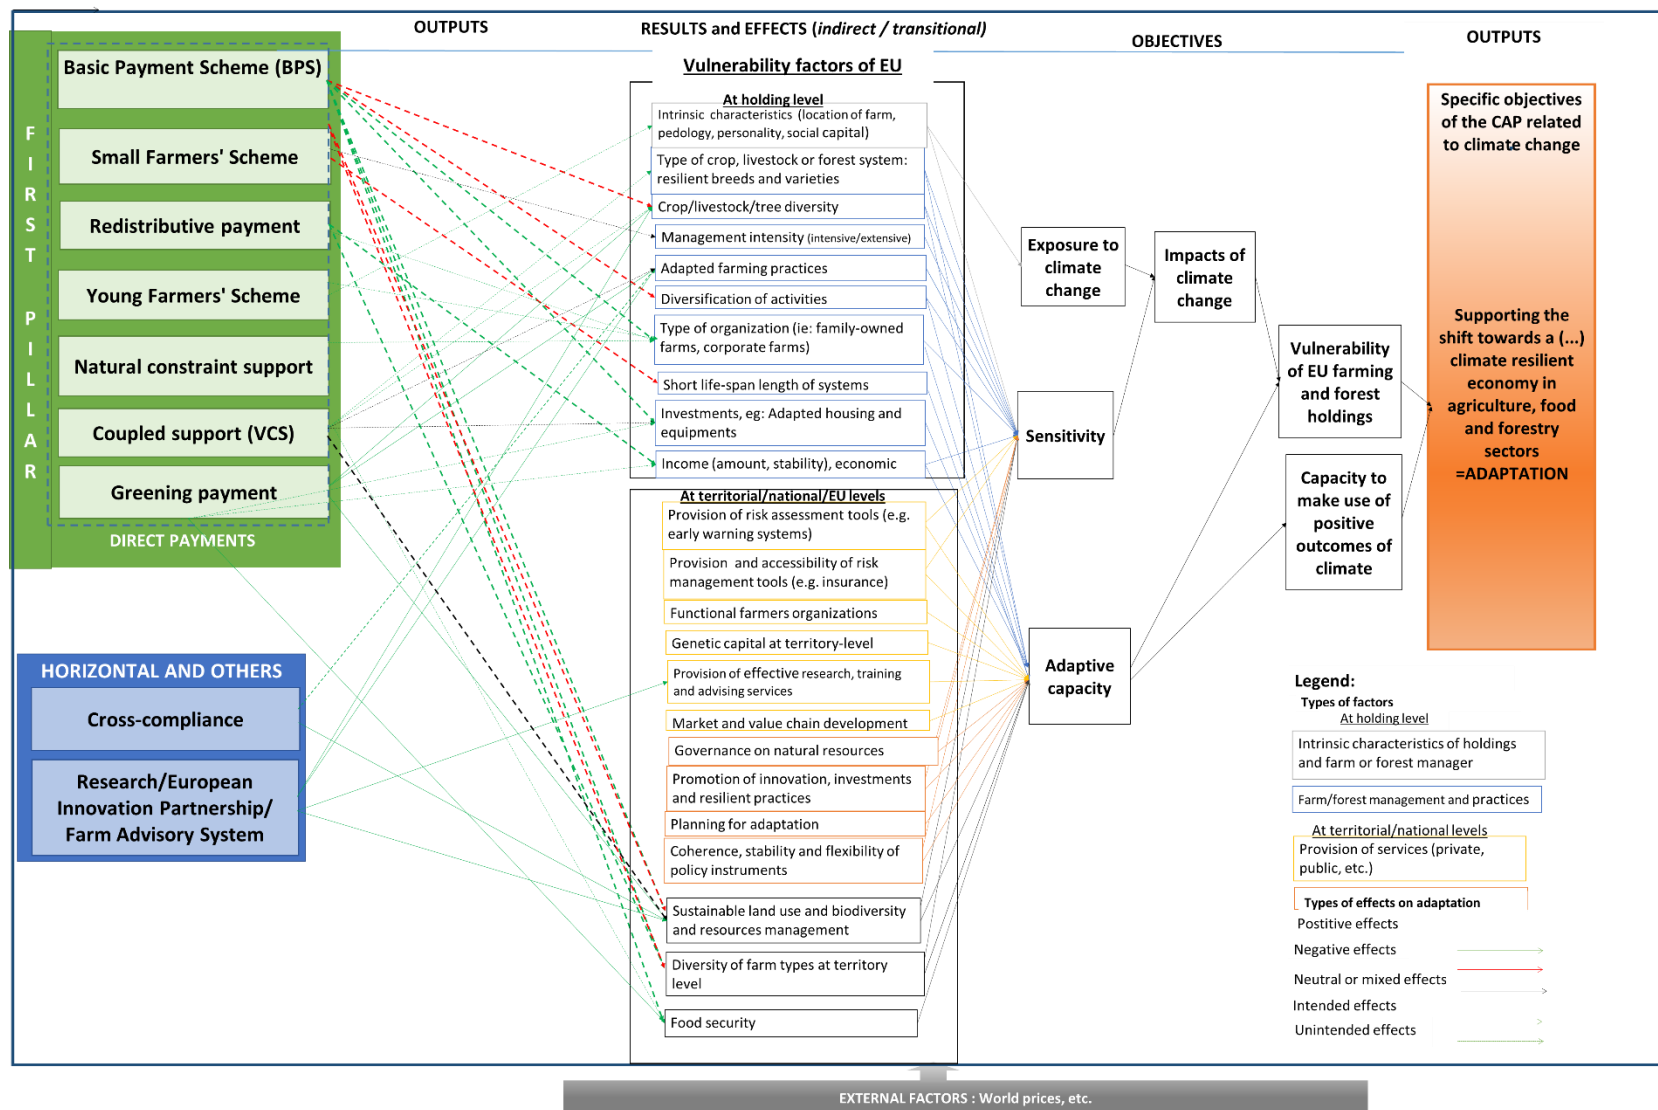 OUTPUTS
RESULTS and EFFECTS (indirect / transitional)
OBJECTIVES
OUTPUTS
FIRST PILLAR
Basic Payment Scheme (BPS)
Small Farmers' Scheme
Redistributive payment
Young Farmers' Scheme
Natural constraint support
Coupled support (VCS)
Greening payment
DIRECT PAYMENTS
HORIZONTAL AND OTHERS
Cross-compliance
Research/European
Innovation Partnership/
Farm Advisory System
Vulnerability factors of EU
At holding level
Intrinsic characteristics (location of farm,
pedology, personality, social capital)
Type of crop, livestock or forest system:
resilient breeds and varieties
Crop/livestock/tree diversity
Management intensity (intensive/extensive)
Adapted farming practices
Diversification of activities
Type of organization (ie: family-owned
farms, corporate farms)
Short life-span length of systems
Investments, eg: Adapted housing and
equipments
Income (amount, stability), economic
At territorial/national/EU levels
Provision of risk assessment tools (e.g.
early warning systems)
Provision and accessibility of risk
management tools (e.g. insurance)
Functional farmers organizations
Genetic capital at territory-level
Provision of effective research, training
and advising services
Market and value chain development
Governance on natural resources
Promotion of innovation, investments
and resilient practices
Planning for adaptation
Coherence, stability and flexibility of
policy instruments
Sustainable land use and biodiversity
and resources management
Diversity of farm types at territory
level
Food security
Exposure to
climate
change
Impacts of
climate
change
Sensitivity
Adaptive
capacity
Vulnerability
of EU farming
and forest
holdings
Capacity to
make use of
positive
outcomes of
climate
Specific objectives
of the CAP related
to climate change
Supporting the
shift towards a (...)
climate resilient
economy in
agriculture, food
and forestry
sectors
=ADAPTATION
Legend:
Types of factors
At holding level
Intrinsic characteristics of holdings
and farm or forest manager
Farm/forest management and practices
At territorial/national levels
Provision of services (private,
public, etc.)
Types of effects on adaptation
Postitive effects
Negative effects
Neutral or mixed effects
Intended effects
Unintended effects
EXTERNAL FACTORS : World prices, etc.